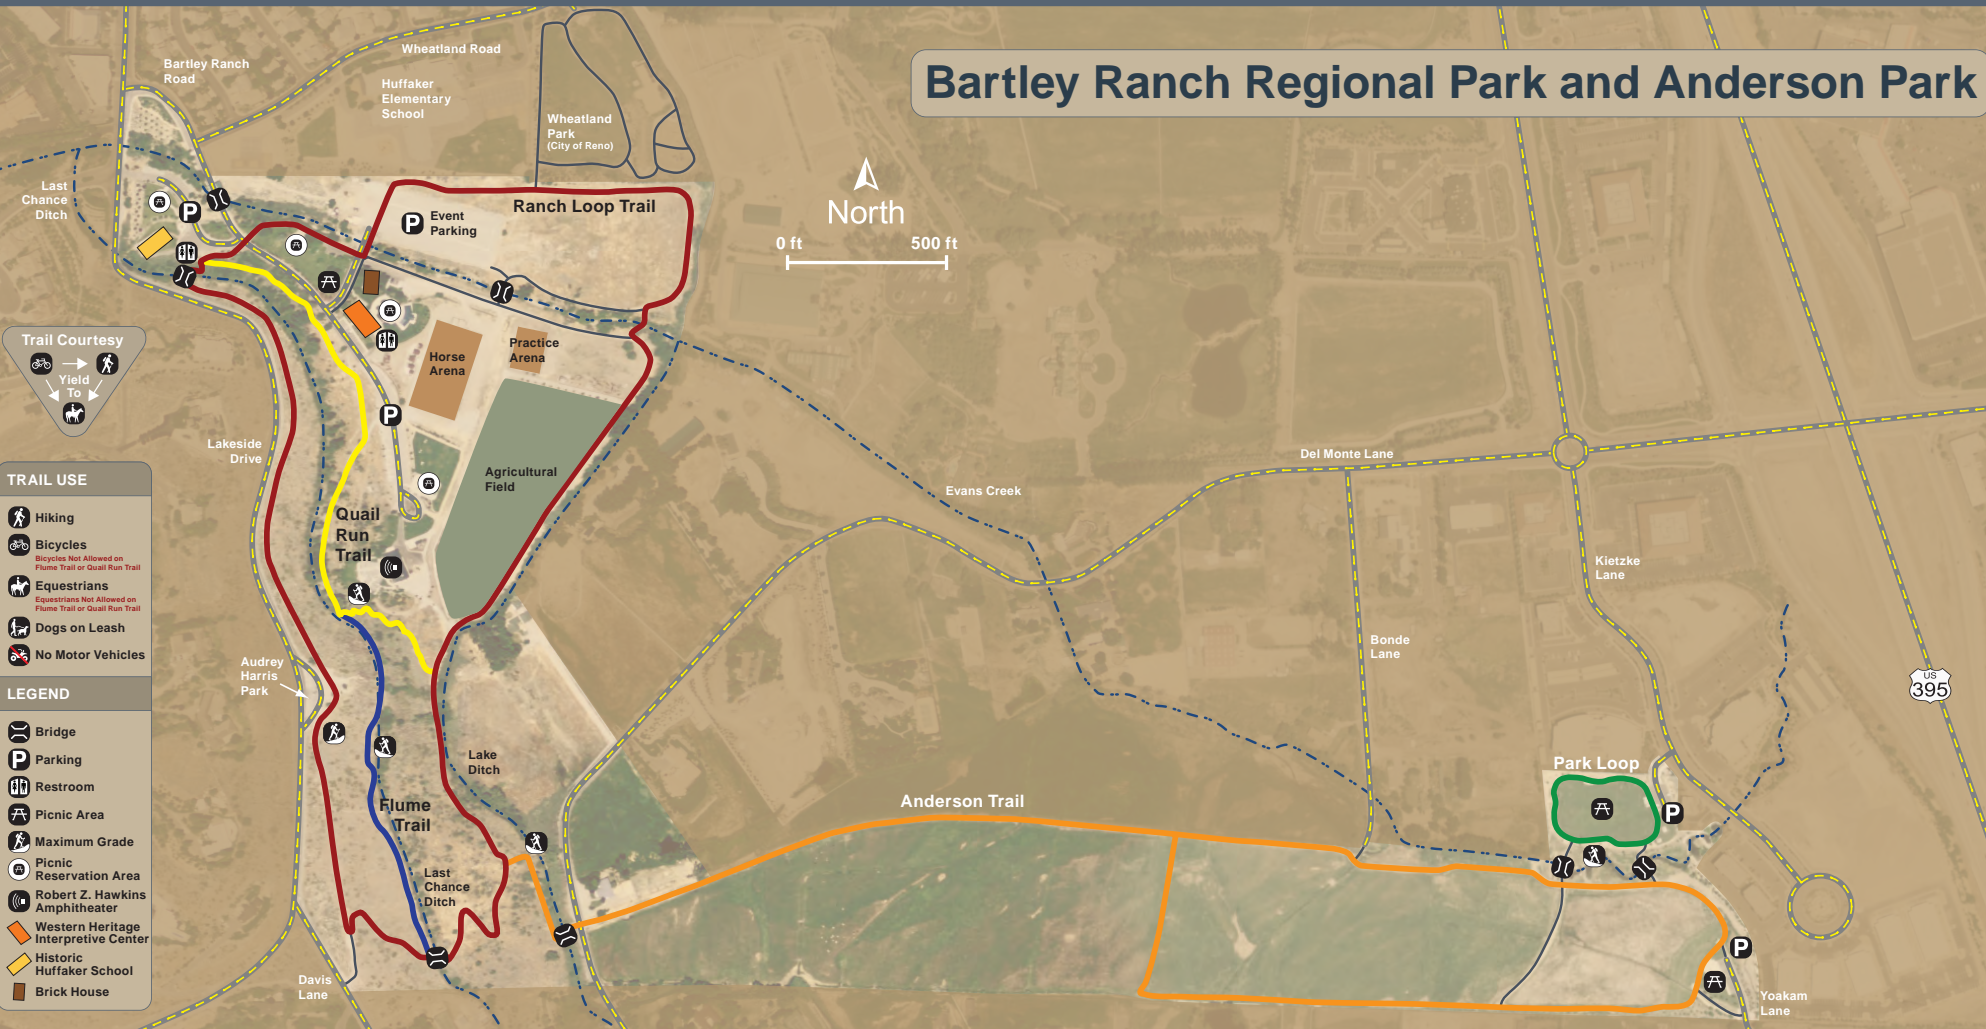 Bartley Ranch Regional Park and Anderson Park
Wheatland Road
Bartley Ranch
Road
Huffaker
Elementary
School
Wheatland
Park
(City of Reno)
Last
Chance
Ditch
Ranch Loop Trail
P
Event
Parking
P
North
0 ft
500 ft
Trail Courtesy
Yield
To
Horse
Arena
Practice
Arena
P
Lakeside
Drive
Agricultural
Field
Del Monte Lane
Evans Creek
Quail
Run
Trail
Kietzke
Lane
Bonde
Lane
Audrey
Harris
Park
US
395
Lake
Ditch
Park Loop
P
Flume
Trail
Anderson Trail
Last
Chance
Ditch
P
Davis
Lane
Yoakam
Lane
TRAIL USE
Hiking
Bicycles
Bicycles Not Allowed on
Flume Trail or Quail Run Trail
Equestrians
Equestrians Not Allowed on
Flume Trail or Quail Run Trail
Dogs on Leash
No Motor Vehicles
LEGEND
Bridge
P Parking
Restroom
Picnic Area
Maximum Grade
Picnic
Reservation Area
Robert Z. Hawkins
Amphitheater
Western Heritage
Interpretive Center
Historic
Huffaker School
Brick House